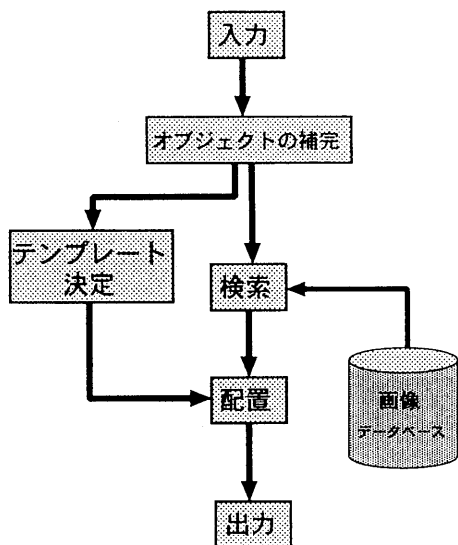 入力
オブジェクトの補完
テンプレート
決定
検索
配置
画像
データベース
出力